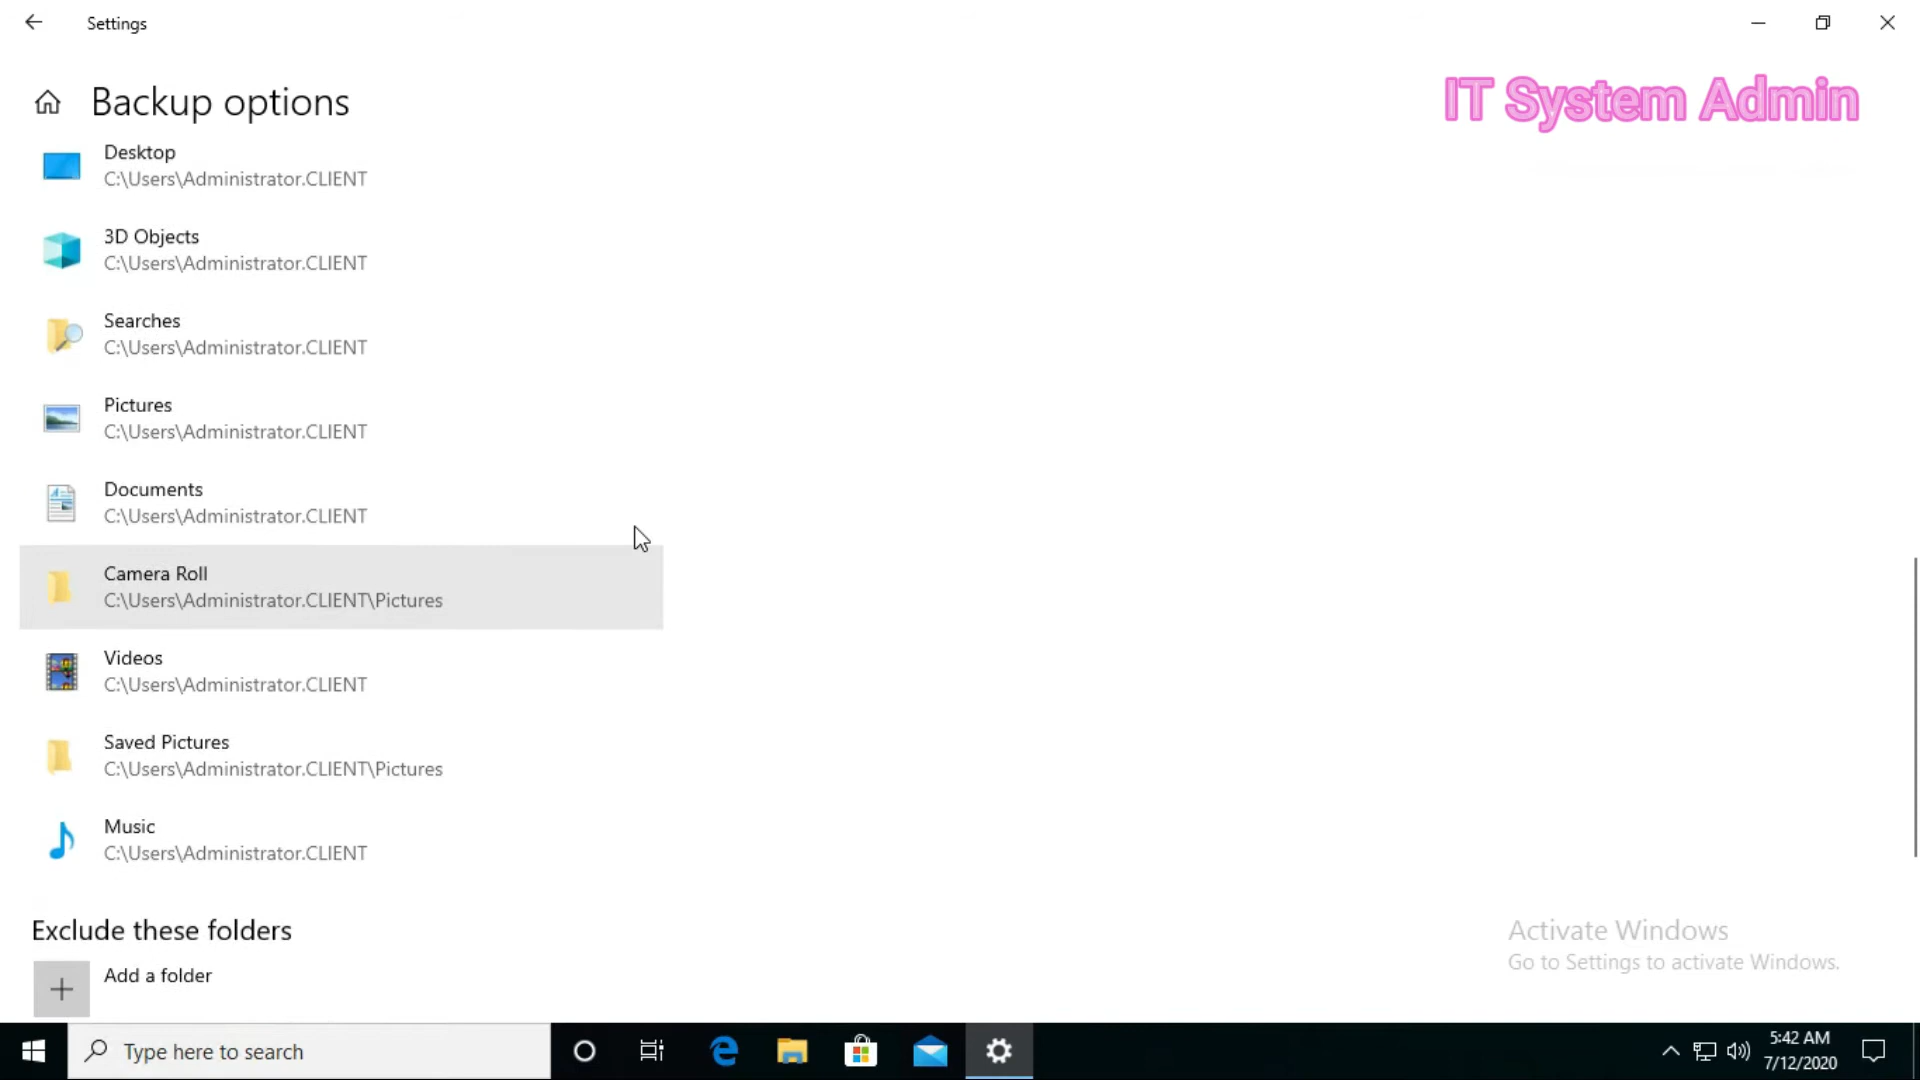 Settings
Backup options
IT System Admin
Desktop
C:\Users\Administrator.CLIENT
3D Objects
C:\Users\Administrator.CLIENT
Searches
C:\Users\Administrator.CLIENT
Pictures
C:\Users\Administrator.CLIENT
Documents
C:\Users\Administrator.CLIENT
Camera Roll
C:\Users\Administrator.CLIENT\Pictures
Videos
C:\Users\Administrator.CLIENT
Saved Pictures
C:\Users\Administrator.CLIENT\Pictures
Music
C:\Users\Administrator.CLIENT
Exclude these folders
Add a folder
Activate Windows
Go to Settings to activate Windows.
Type here to search
5:42 AM
7/12/2020